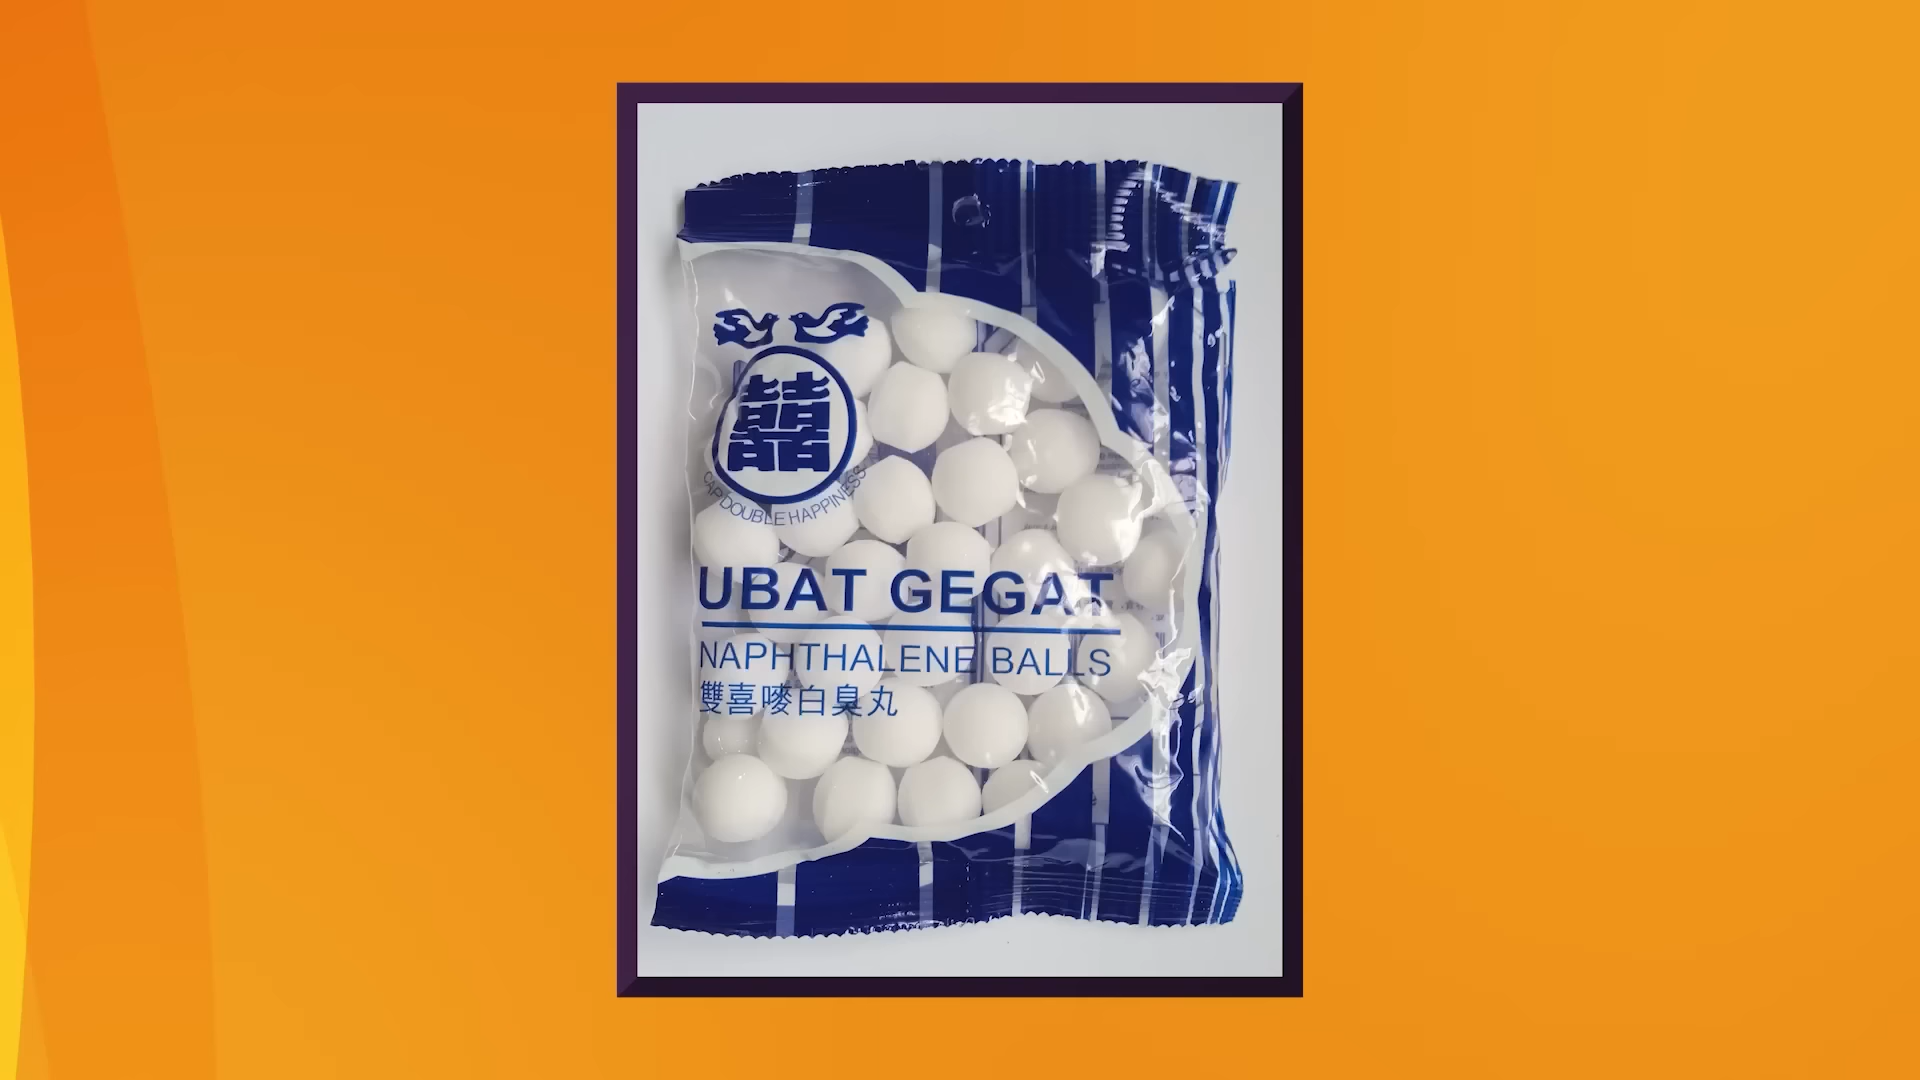 囍
CAP DOUBLE HAPPINESS
UBAT GEGAT
NAPHTHALENE BALLS
雙喜嘜白臭丸